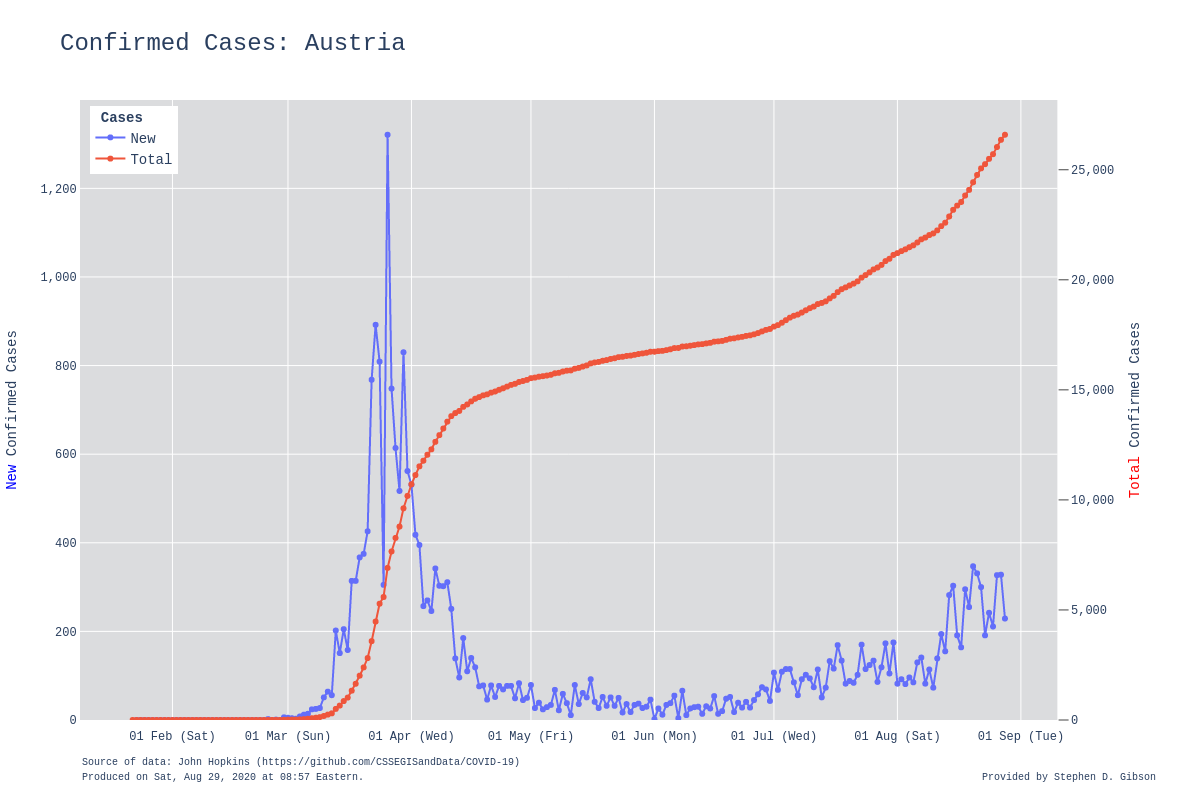 Confirmed Cases: Austria
Cases
New
Total
1,200
1,000
800
600
400
200
0
New Confirmed Cases
25,000
20,000
15,000
10,000
5,000
0
Total Confirmed Cases
01 Feb (Sat)
01 Mar (Sun)
01 Apr (Wed)
01 May (Fri)
01 Jun (Mon)
01 Jul (Wed)
01 Aug (Sat)
01 Sep (Tue)
Source of data: John Hopkins (https://github.com/CSSEGISandData/COVID-19)
Produced on Sat, Aug 29, 2020 at 08:57 Eastern.
Provided by Stephen D. Gibson